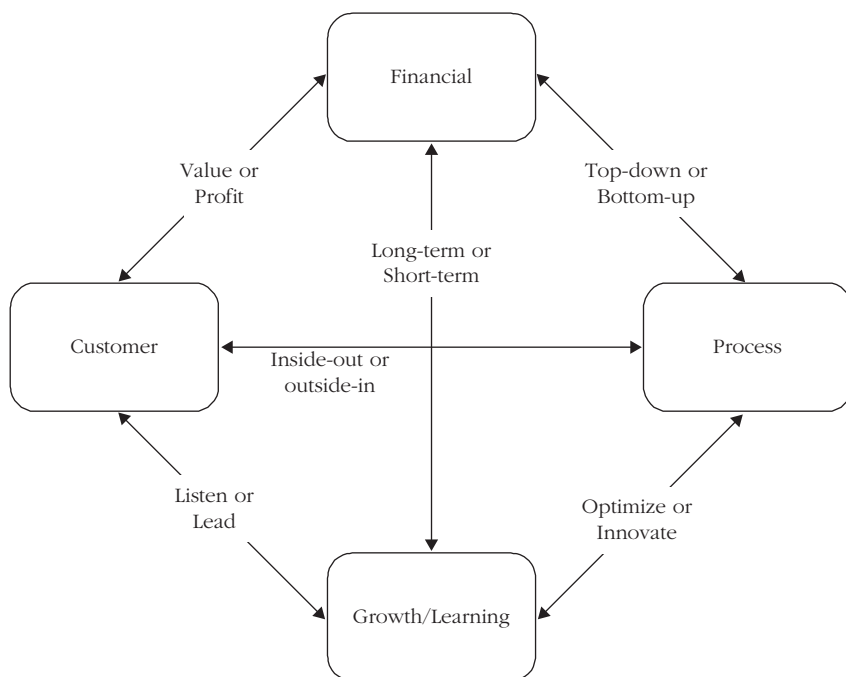 Financial
Value or
Profit
Top-down or
Bottom-up
Long-term or
Short-term
Customer
Process
Inside-out or
outside-in
Listen or
Lead
Optimize or
Innovate
Growth/Learning